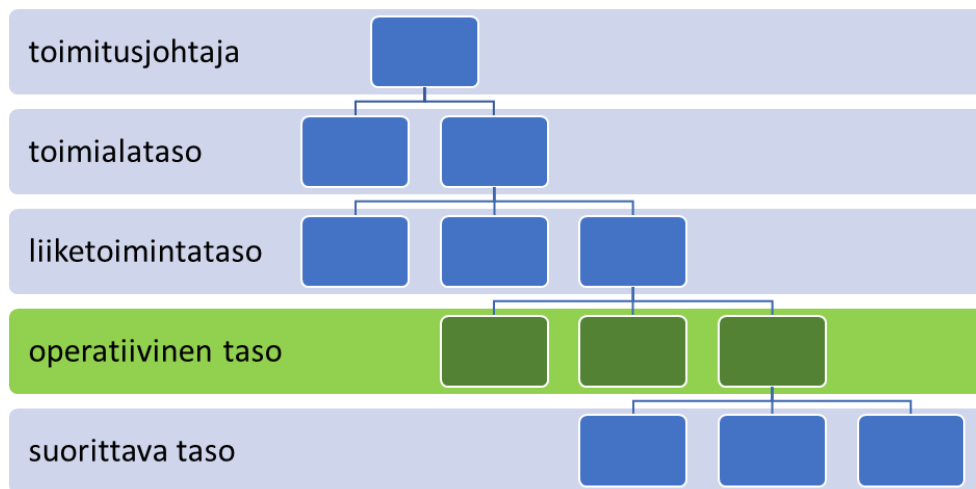 toimitusjohtaja
toimialataso
liiketoimintataso
operatiivinen taso
suorittava taso